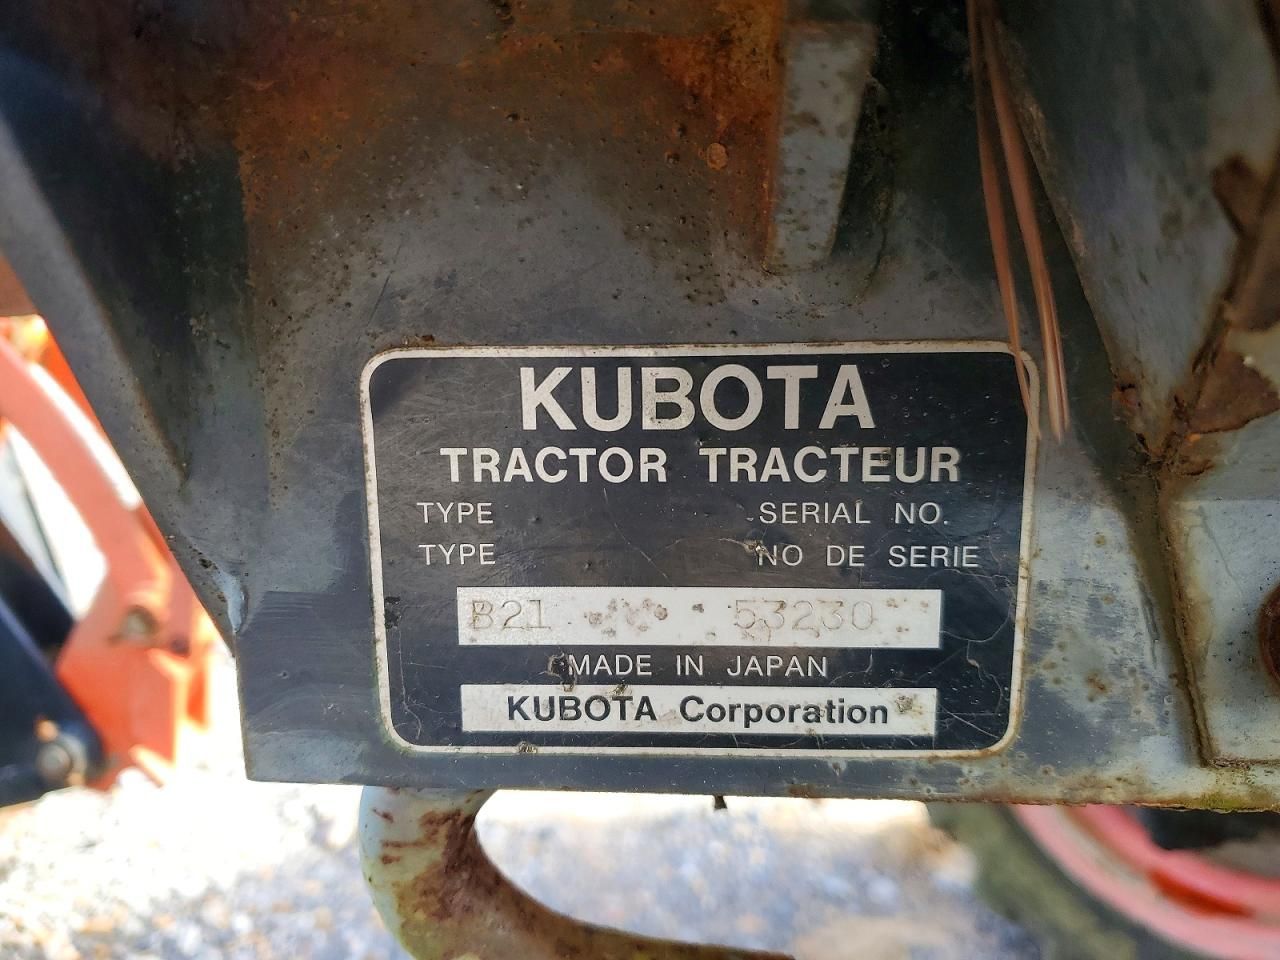 KUBOTA
TRACTOR TRACTEUR
TYPE SERIAL NO.
TYPE NO DE SERIE
B21 53230
MADE IN JAPAN
KUBOTA Corporation